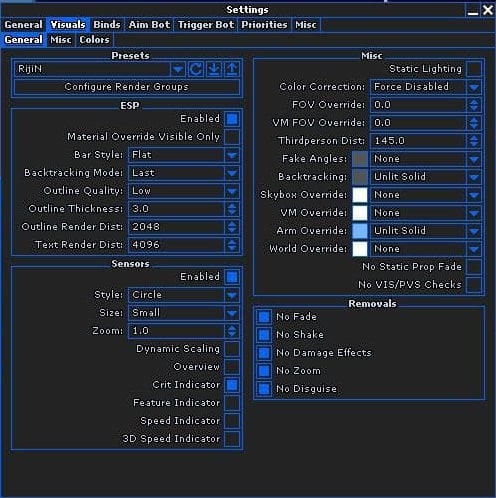 Settings
General Visuals Binds Aim Bot Trigger Bot Priorities Misc
General Misc Colors
Presets
RijiN
Configure Render Groups
ESP
Enabled
Material Override Visible Only
Bar Style: Flat
Backtracking Mode: Last
Outline Quality: Low
Outline Thickness: 3.0
Outline Render Dist: 2048
Text Render Dist: 4096
Sensors
Enabled
Style: Circle
Size: Small
Zoom: 1.0
Dynamic Scaling
Overview
Crit Indicator
Feature Indicator
Speed Indicator
3D Speed Indicator
Misc
Static Lighting
Color Correction: Force Disabled
FOV Override: 0.0
VM FOV Override: 0.0
Thirdperson Dist: 145.0
Fake Angles: None
Backtracking: Unlit Solid
Skybox Override: None
VM Override: None
Arm Override: Unlit Solid
World Override: None
No Static Prop Fade
No VIS/PVS Checks
Removals
No Fade
No Shake
No Damage Effects
No Zoom
No Disguise